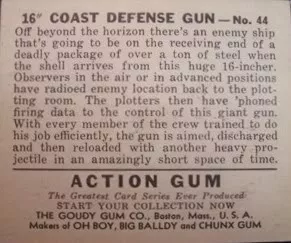 16" COAST DEFENSE GUN — No. 44
Off beyond the horizon there's an enemy ship
that's going to be on the receiving end of a
deadly package of over a ton of steel when
the shell arrives from this huge 16-incher.
Observers in the air or in advanced positions
have radioed enemy location back to the plot-
ting room. The plotters then have 'phoned
firing data to the control of this giant gun.
With every member of the crew trained to do
his job efficiently, the gun is aimed, discharged
and then reloaded with another heavy pro-
jectile in an amazingly short space of time.
ACTION GUM
The Greatest Card Series Ever Produced
START YOUR COLLECTION NOW
THE GOUDY GUM CO., Boston, Mass., U. S. A.
Makers of OH BOY, BIG BALLDY and CHUNX GUM